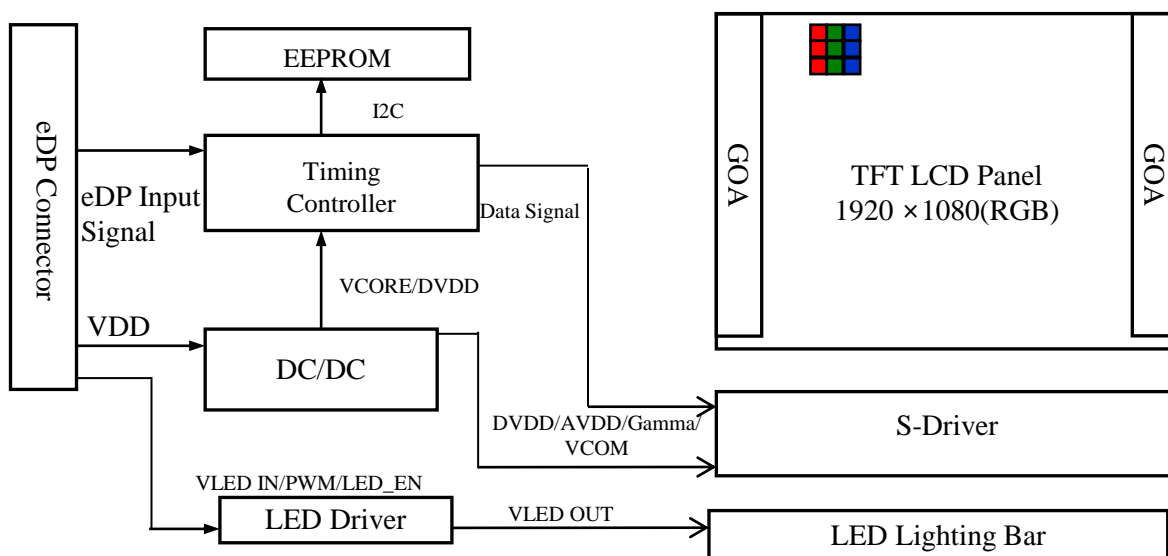 eDP Connector
EEPROM
I2C
eDP Input
Signal
Timing
Controller
Data Signal
VCORE/DVDD
VDD
DC/DC
DVDD/AVDD/Gamma/
VCOM
VLED IN/PWM/LED_EN
LED Driver
VLED OUT
GOA
TFT LCD Panel
1920 ×1080(RGB)
GOA
S-Driver
LED Lighting Bar